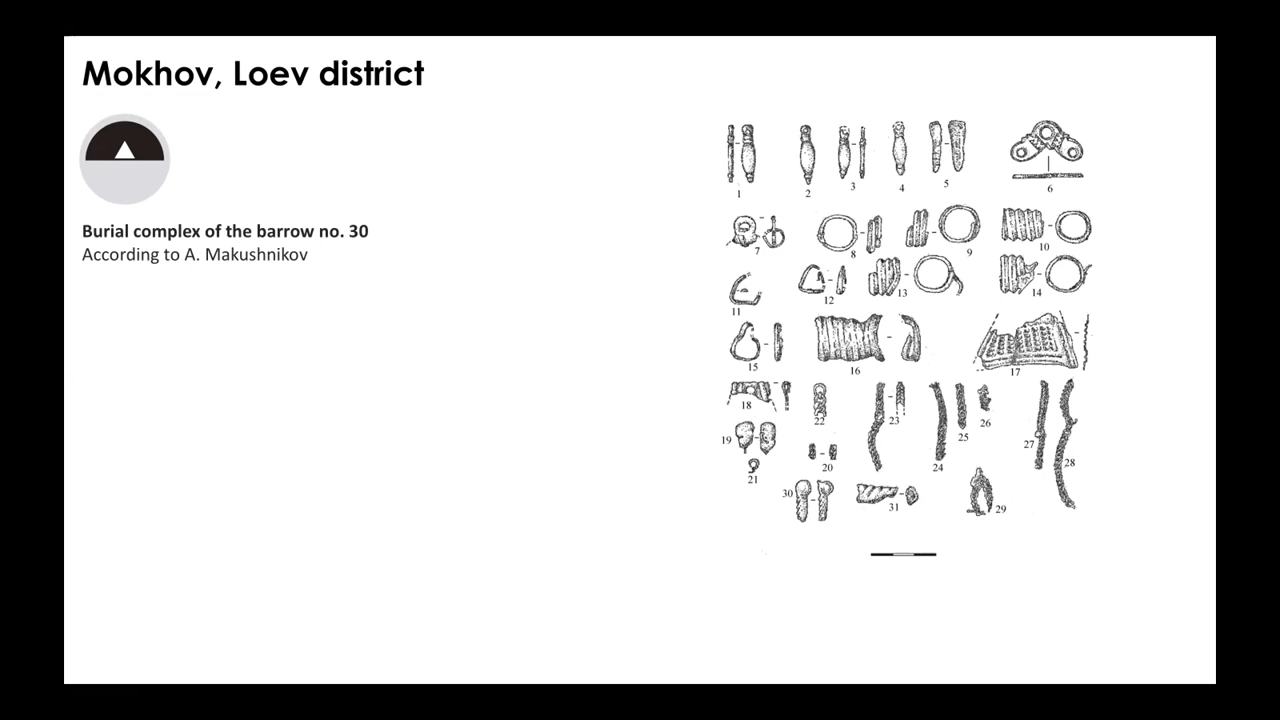 Mokhov, Loev district
Burial complex of the barrow no. 30
According to A. Makushnikov
1 2 3 4 5 6
7 8 9 10
11 12 13 14
15 16 17
18 22 23 24 25 26 27 28
19 20
21
30 31 29